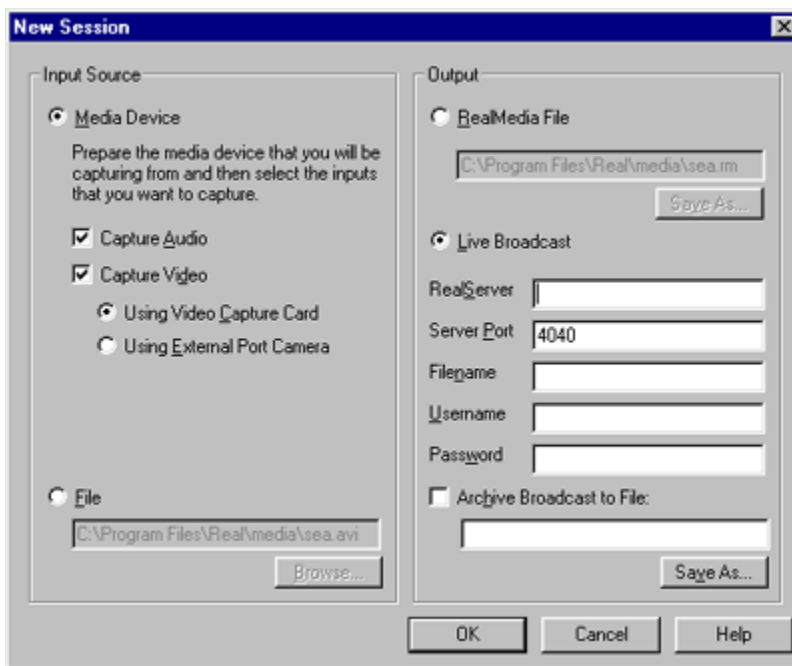 New Session
Input Source
Media Device
Prepare the media device that you will be
capturing from and then select the inputs
that you want to capture.
Capture Audio
Capture Video
Using Video Capture Card
Using External Port Camera
File
C:\Program Files\Real\media\sea.avi
Browse...
Output
RealMedia File
C:\Program Files\Real\media\sea.rm
Save As...
Live Broadcast
RealServer
Server Port 4040
Filename
Username
Password
Archive Broadcast to File:
Save As...
OK Cancel Help